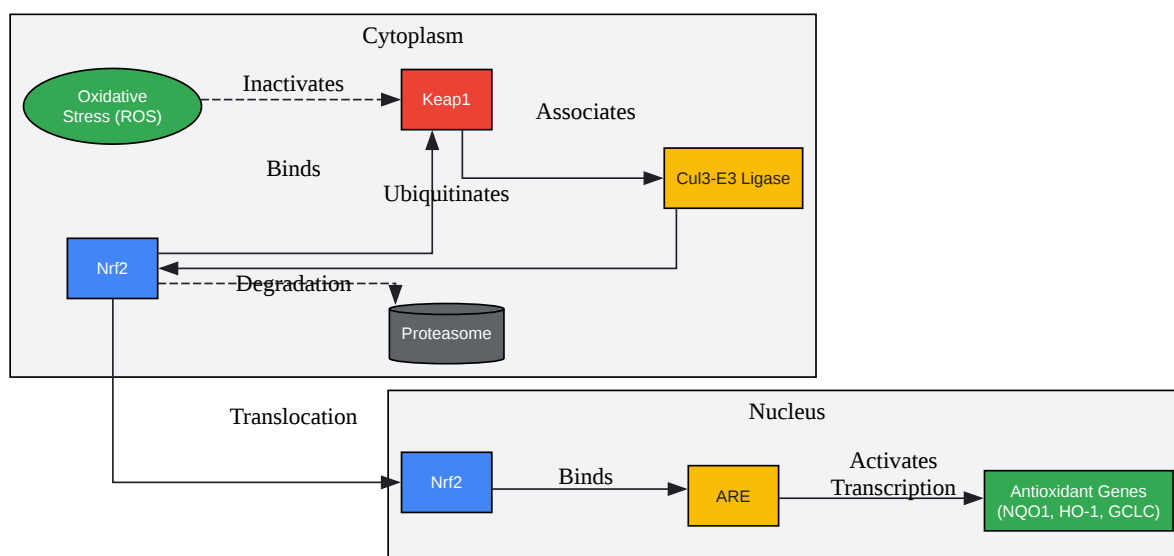 Cytoplasm
Oxidative
Stress (ROS)
Inactivates
Keap1
Associates
Binds
Ubiquitinates
Cul3-E3 Ligase
Nrf2
Degradation
Proteasome
Translocation
Nucleus
Nrf2
Binds
ARE
Activates
Transcription
Antioxidant Genes
(NQO1, HO-1, GCLC)